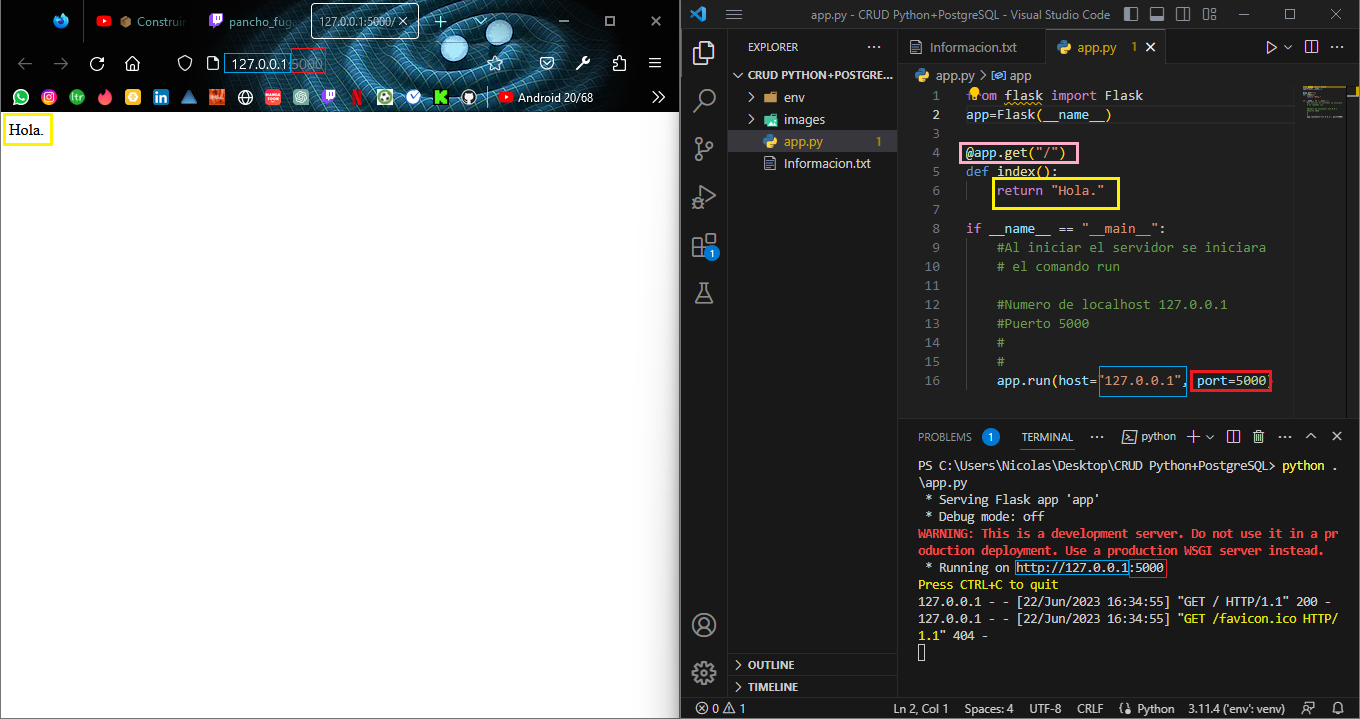 Construir
pancho_fuga
127.0.0.1:5000/
127.0.0.1:5000
Android 20/68
Hola.
app.py - CRUD Python+PostgreSQL - Visual Studio Code
EXPLORER
CRUD PYTHON+POSTGRE...
env
images
app.py 1
Informacion.txt
OUTLINE
TIMELINE
1
Informacion.txt
app.py 1
app.py > app
1 from flask import Flask
2 app=Flask(__name__)
3
4 @app.get("/")
5 def index():
6 return "Hola."
7
8 if __name__ == "__main__":
9 #Al iniciar el servidor se iniciara
10 # el comando run
11
12 #Numero de localhost 127.0.0.1
13 #Puerto 5000
14 #
15 #
16 app.run(host="127.0.0.1", port=5000)
PROBLEMS 1 TERMINAL python
PS C:\Users\Nicolas\Desktop\CRUD Python+PostgreSQL> python .
\app.py
* Serving Flask app 'app'
* Debug mode: off
WARNING: This is a development server. Do not use it in a pr
oduction deployment. Use a production WSGI server instead.
* Running on http://127.0.0.1:5000
Press CTRL+C to quit
127.0.0.1 - - [22/Jun/2023 16:34:55] "GET / HTTP/1.1" 200 -
127.0.0.1 - - [22/Jun/2023 16:34:55] "GET /favicon.ico HTTP/
1.1" 404 -
0 1 Ln 2, Col 1 Spaces: 4 UTF-8 CRLF Python 3.11.4 ('env': venv)